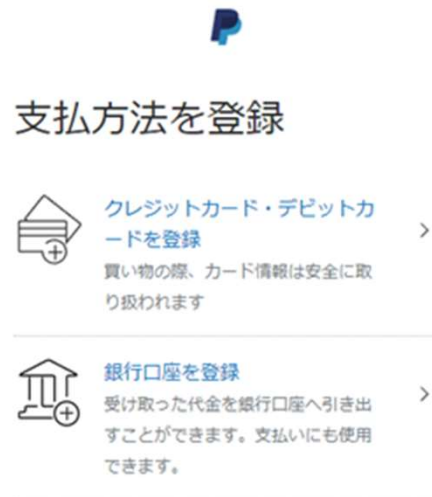 支払方法を登録
クレジットカード・デビットカ
ードを登録
買い物の際、カード情報は安全に取
り扱われます
銀行口座を登録
受け取った代金を銀行口座へ引き出
すことができます。支払いにも使用
できます。